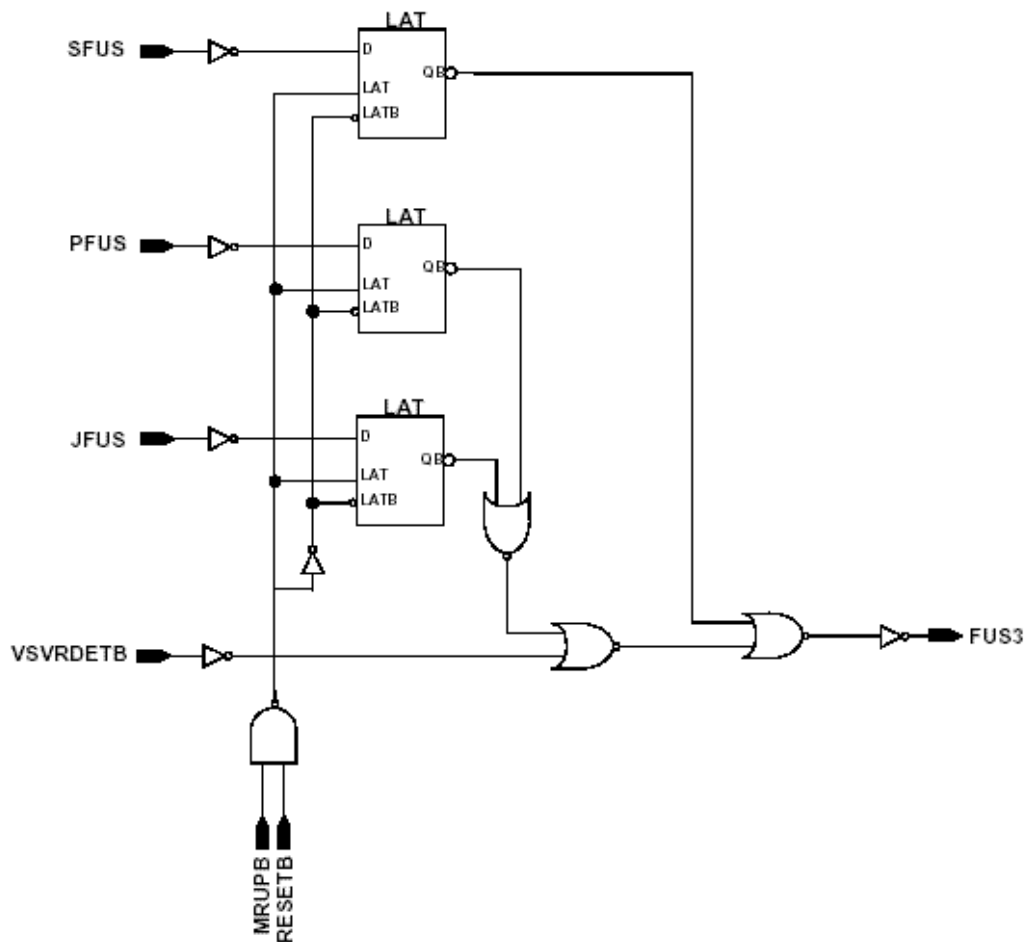 LAT
SFUS
D
QB
LAT
LATB
LAT
PFUS
D
QB
LAT
LATB
LAT
JFUS
D
QB
LAT
LATB
VSVRDETB
FUS3
MRUPB
RESETB